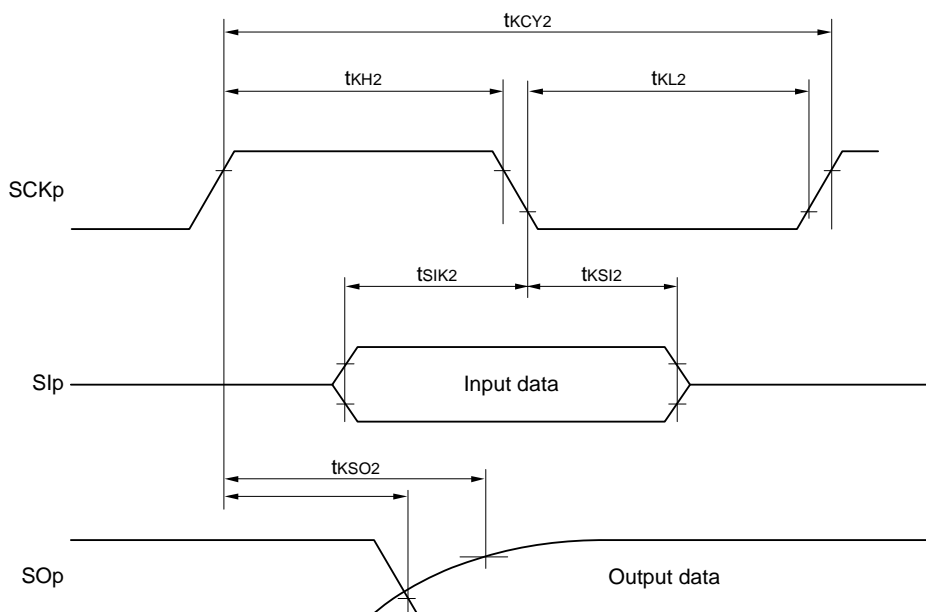 tKCY2
tKH2
tKL2
SCKp
tSIK2
tKSI2
SIp
Input data
tKSO2
SOp
Output data